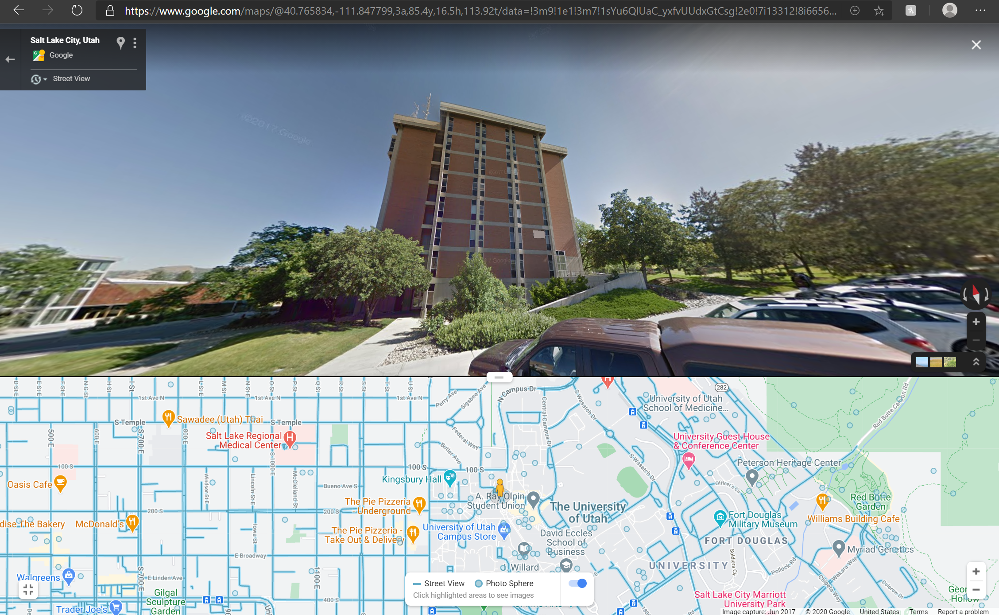 https://www.google.com/maps/@40.765834,-111.847799,3a,85.4y,16.5h,113.92t/data=!3m9!1e1!3m7!1sYu6QlUaC_yxfvUUdxGtCsg!2e0!7i13312!8i6656...
Salt Lake City, Utah
Google
Street View
©2017 Google
©2017 Google
©2017 Google
D St E
E St E
F St E
N G St
H St
I St
L St E
M St
N St E
O St
P St
Q St
R St E
S St
T St
U St
1st Ave N
1st Ave N
1st Ave N
Perry Ave
Sigsbee Ave
N Campus Dr
Central Campus Dr
S Wasatch Dr
282
University of Utah
School of Medicine...
Red Butte Canyon Rd
Sawadee (Utah) Thai
S Temple
S Temple
500 E
600 E
S 700 E
800 E
Salt Lake Regional
Medical Center
H
S 1000 E
Federal Way
Butler Ave
S Wasatch Dr
University Guest House
& Conference Center
100 S
100 S
100 S
Peterson Heritage Center
Oasis Cafe
Windsor St E
Lincoln St E
McClelland St
Bueno Ave S
Kingsbury Hall
Officer's Cir
A. Ray Olpin
Student Union
The University
of Utah
Red Butte
Garden
The Pie Pizzeria
- Underground
200 S
200 S
Fort Douglas
Military Museum
Williams Building Cafe
dise The Bakery
McDonald's
Iowa St
The Pie Pizzeria -
Take Out & Delivery
University of Utah
Campus Store
David Eccles
School of
Business
FORT DOUGLAS
Myriad Genetics
E Broadway
J. Willard
UNIVERSITY
Soldiers Cir
Pollock Rd
Wakara Way
Chipeta Way
Colorow Dr
Walgreens
E Linden Ave
S 700 E
1100 E
Gilgal
Sculpture
Garden
400 S
Trader Joe's
Street View
Photo Sphere
Click highlighted areas to see images
Salt Lake City Marriott
University Park
Image capture: Jun 2017
© 2020 Google
United States
Terms
Report a problem